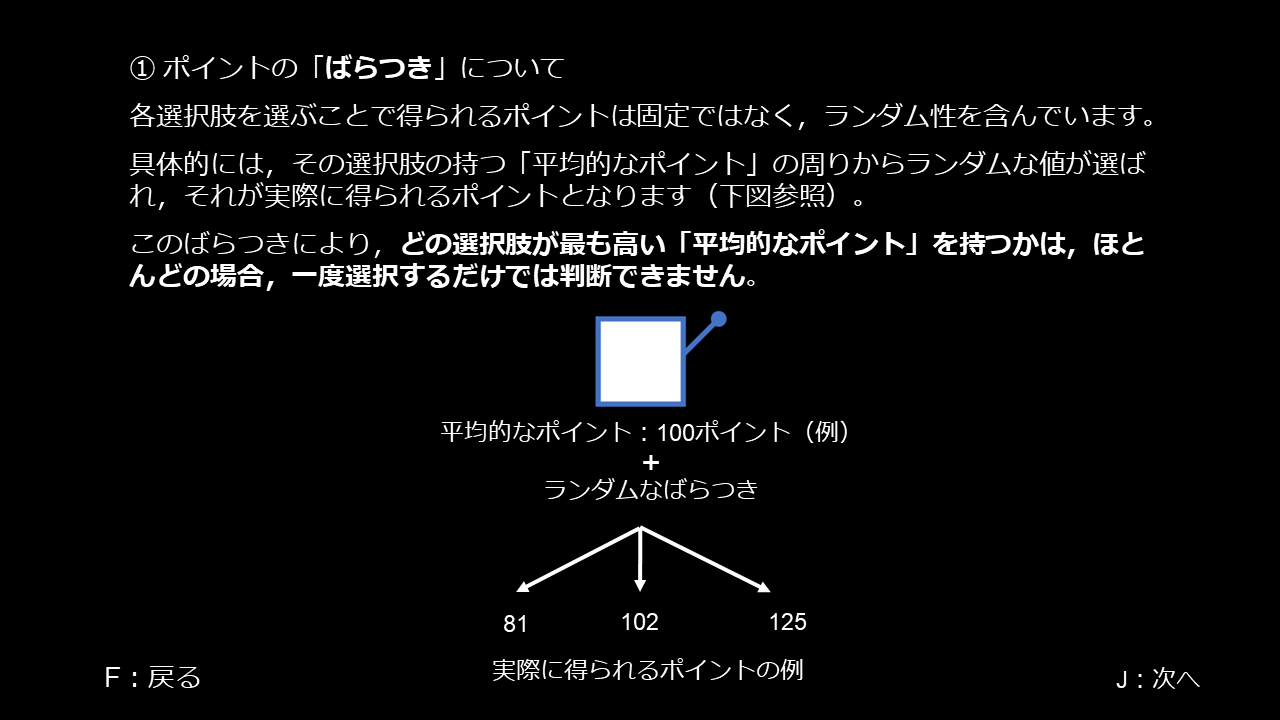 ① ポイントの「ばらつき」について
各選択肢を選ぶことで得られるポイントは固定ではなく，ランダム性を含んでいます。
具体的には，その選択肢の持つ「平均的なポイント」の周りからランダムな値が選ば
れ，それが実際に得られるポイントとなります（下図参照）。
このばらつきにより，どの選択肢が最も高い「平均的なポイント」を持つかは，ほと
んどの場合，一度選択するだけでは判断できません。
平均的なポイント：100ポイント（例）
+
ランダムなばらつき
81 102 125
実際に得られるポイントの例
F：戻る
J：次へ